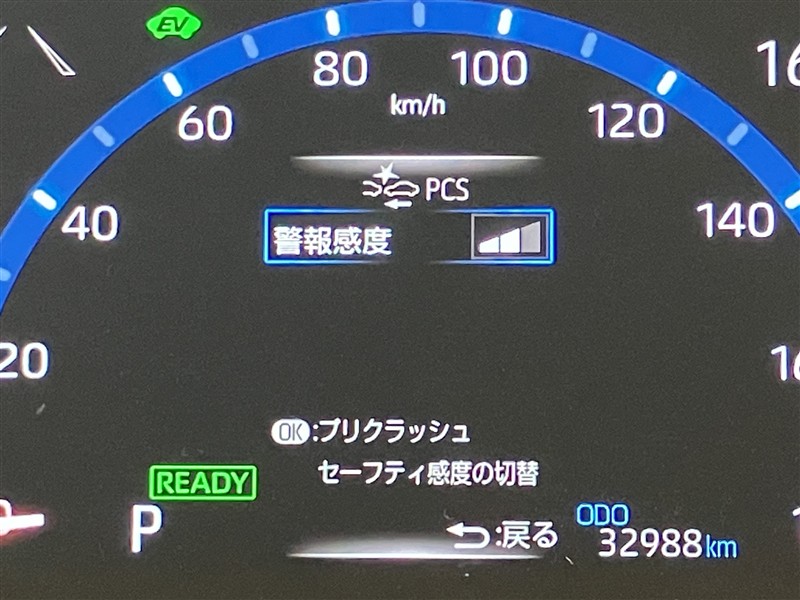 EV
80 100
km/h
60 120
PCS
40 140
警報感度
20
OK:プリクラッシュ
セーフティ感度の切替
READY
P
:戻る
ODO
32988km